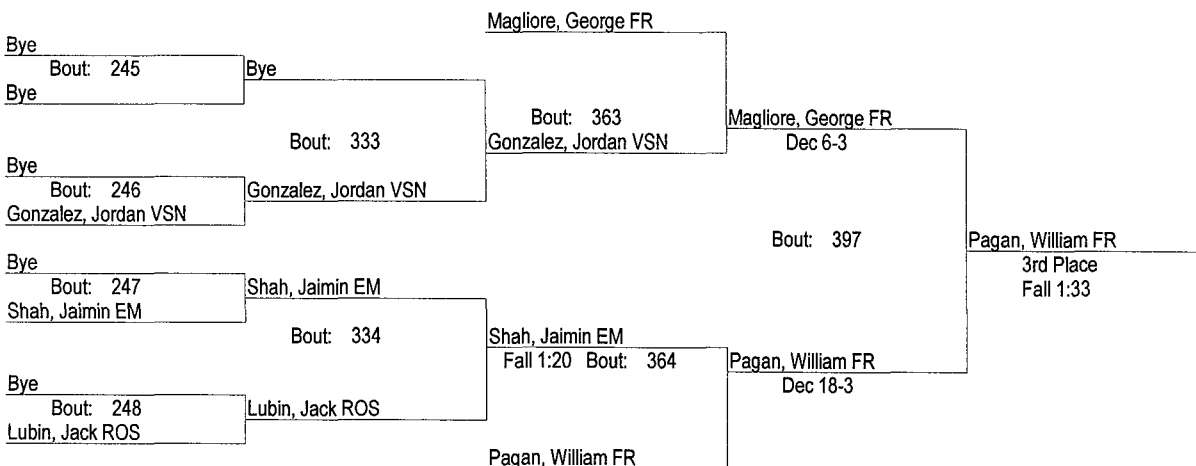 Magliore, George FR
Bye
Bout: 245
Bye
Bye
Bout: 333
Bout: 363
Magliore, George FR
Dec 6-3
Gonzalez, Jordan VSN
Bye
Bout: 246
Gonzalez, Jordan VSN
Gonzalez, Jordan VSN
Bout: 397
Pagan, William FR
3rd Place
Fall 1:33
Bye
Bout: 247
Shah, Jaimin EM
Shah, Jaimin EM
Bout: 334
Shah, Jaimin EM
Fall 1:20 Bout: 364
Pagan, William FR
Dec 18-3
Bye
Bout: 248
Lubin, Jack ROS
Lubin, Jack ROS
Pagan, William FR